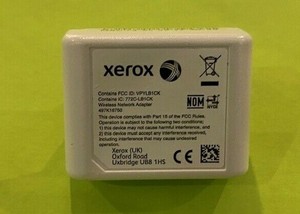 xerox
Contains FCC ID: VPYLB1CK
Contains IC: 772C-LB1CK
Wireless Network Adapter
497K16750
NOM
NYCE
This device complies with Part 15 of the FCC Rules.
Operation is subject to the following two conditions:
(1) this device may not cause harmful interference, and
(2) this device must accept any interference
received, including interference that may cause
undesired operation.
Xerox (UK)
Oxford Road
Uxbridge UB8 1HS